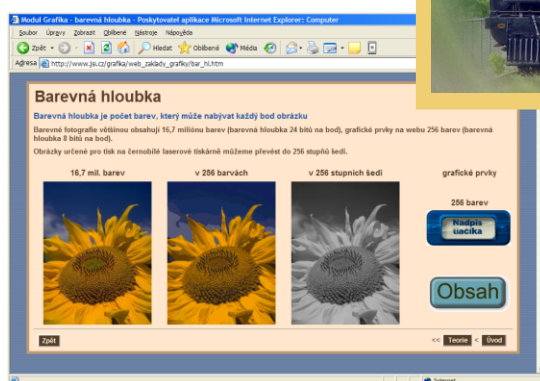 Modul Grafika - barevná hloubka - Poskytovatel aplikace Microsoft Internet Explorer: Computer
Soubor Úpravy Zobrazit Oblíbené Nástroje Nápověda
Zpět Hledat Oblíbené Média
Adresa http://www.jsi.cz/grafika/web_zaklady_grafiky/bar_hl.htm
Barevná hloubka
Barevná hloubka je počet barev, který může nabývat každý bod obrázku
Barevné fotografie většinou obsahují 16,7 miliónu barev (barevná hloubka 24 bitů na bod), grafické prvky na webu 256 barev (barevná
hloubka 8 bitů na bod).
Obrázky určené pro tisk na černobílé laserové tiskárně můžeme převést do 256 stupňů šedi.
16,7 mil. barev v 256 barvách v 256 stupních šedi grafické prvky
256 barev
Nadpis
tlačítka
Obsah
Zpět << Teorie < Úvod
Internet